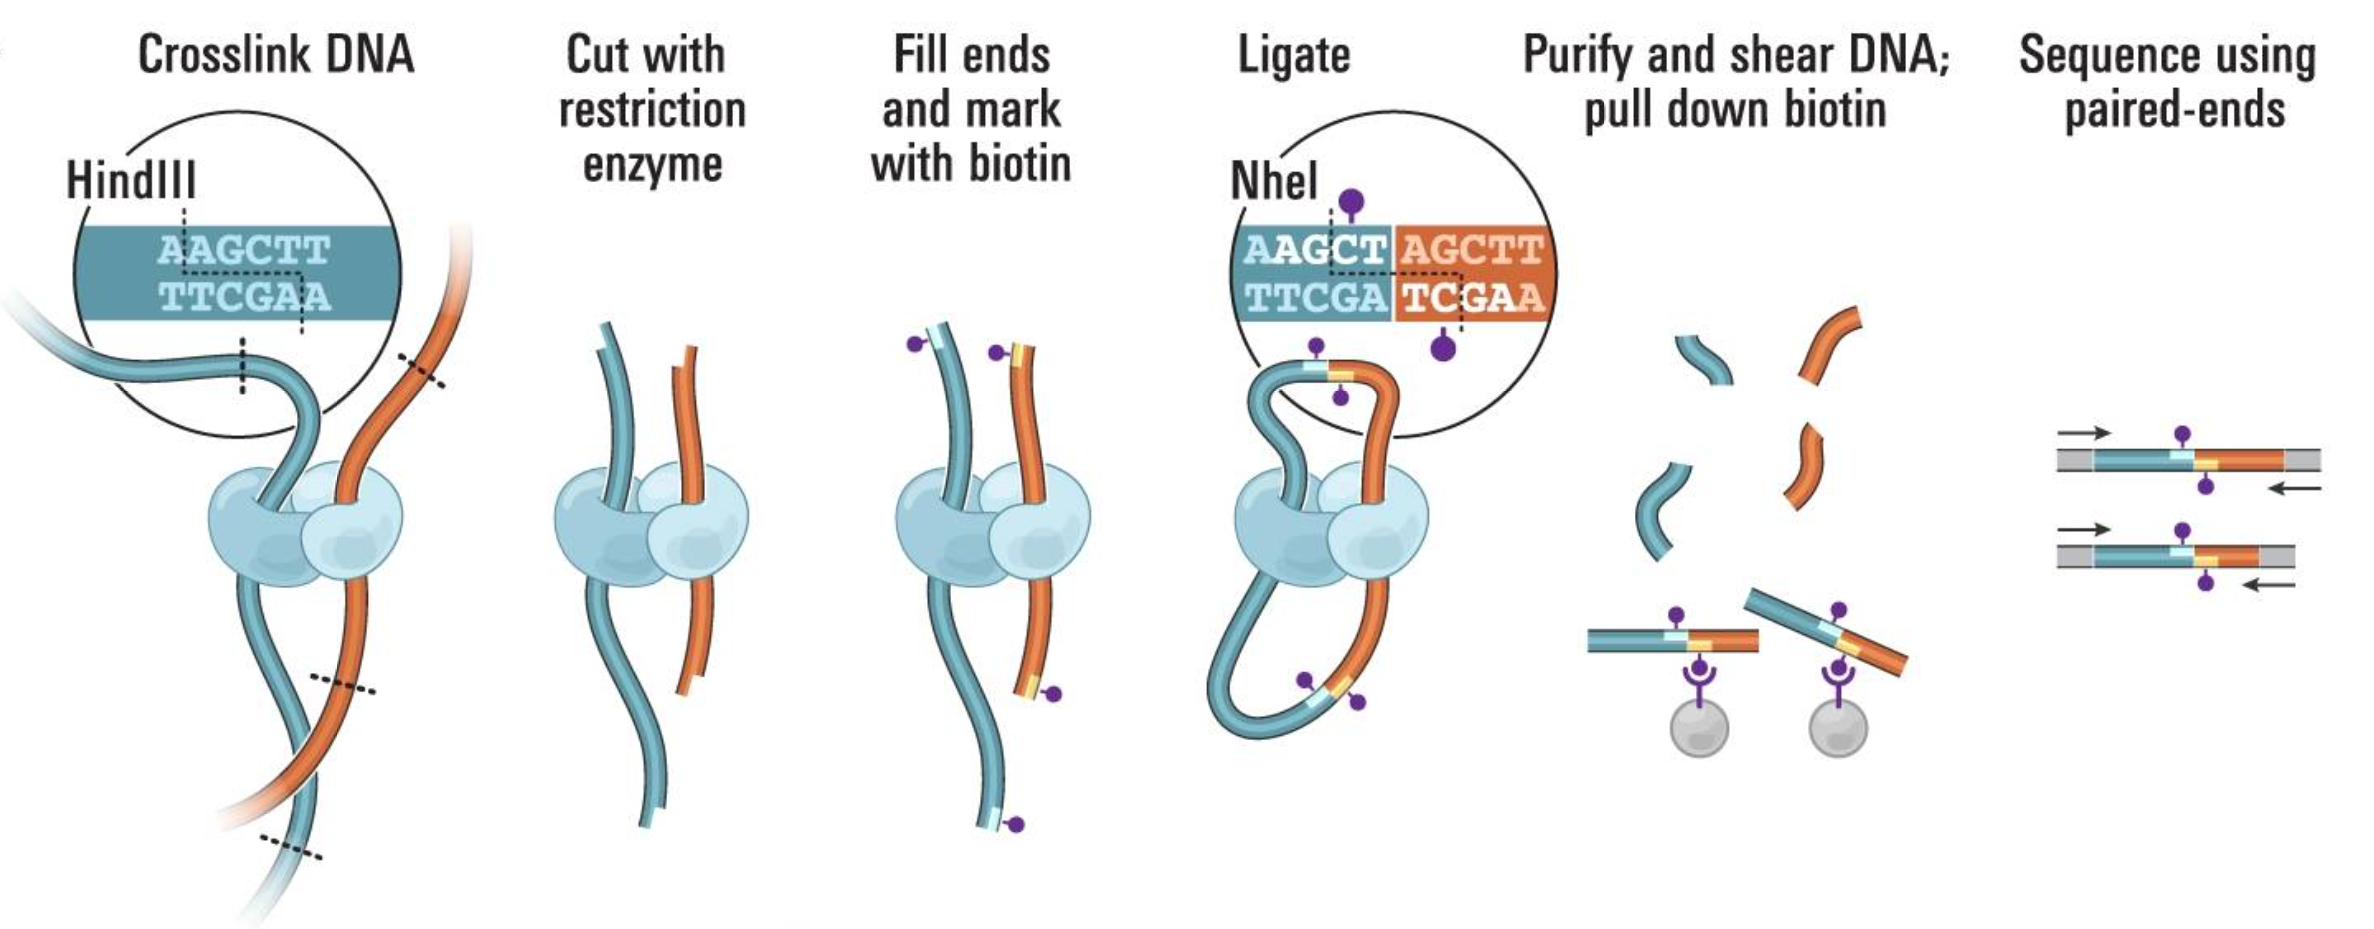 Crosslink DNA
HindIII
AAGCTT
TTCGAA
Cut with
restriction
enzyme
Fill ends
and mark
with biotin
Ligate
NheI
AAGCT AGCTT
TTCGA TCGAA
Purify and shear DNA;
pull down biotin
Sequence using
paired-ends